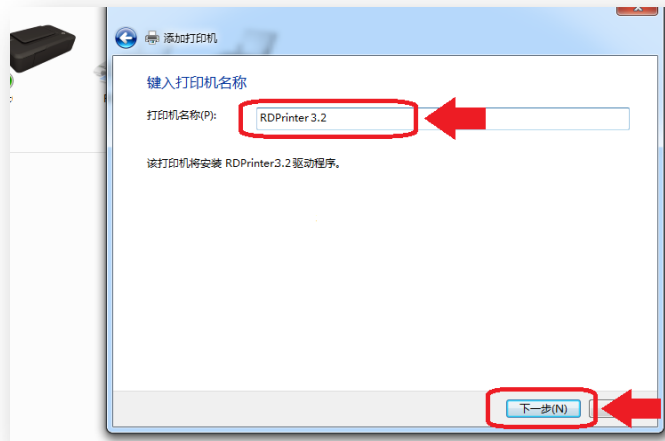 添加打印机
键入打印机名称
打印机名称(P):
RDPrinter 3.2
该打印机将安装 RDPrinter3.2驱动程序。
下一步(N)